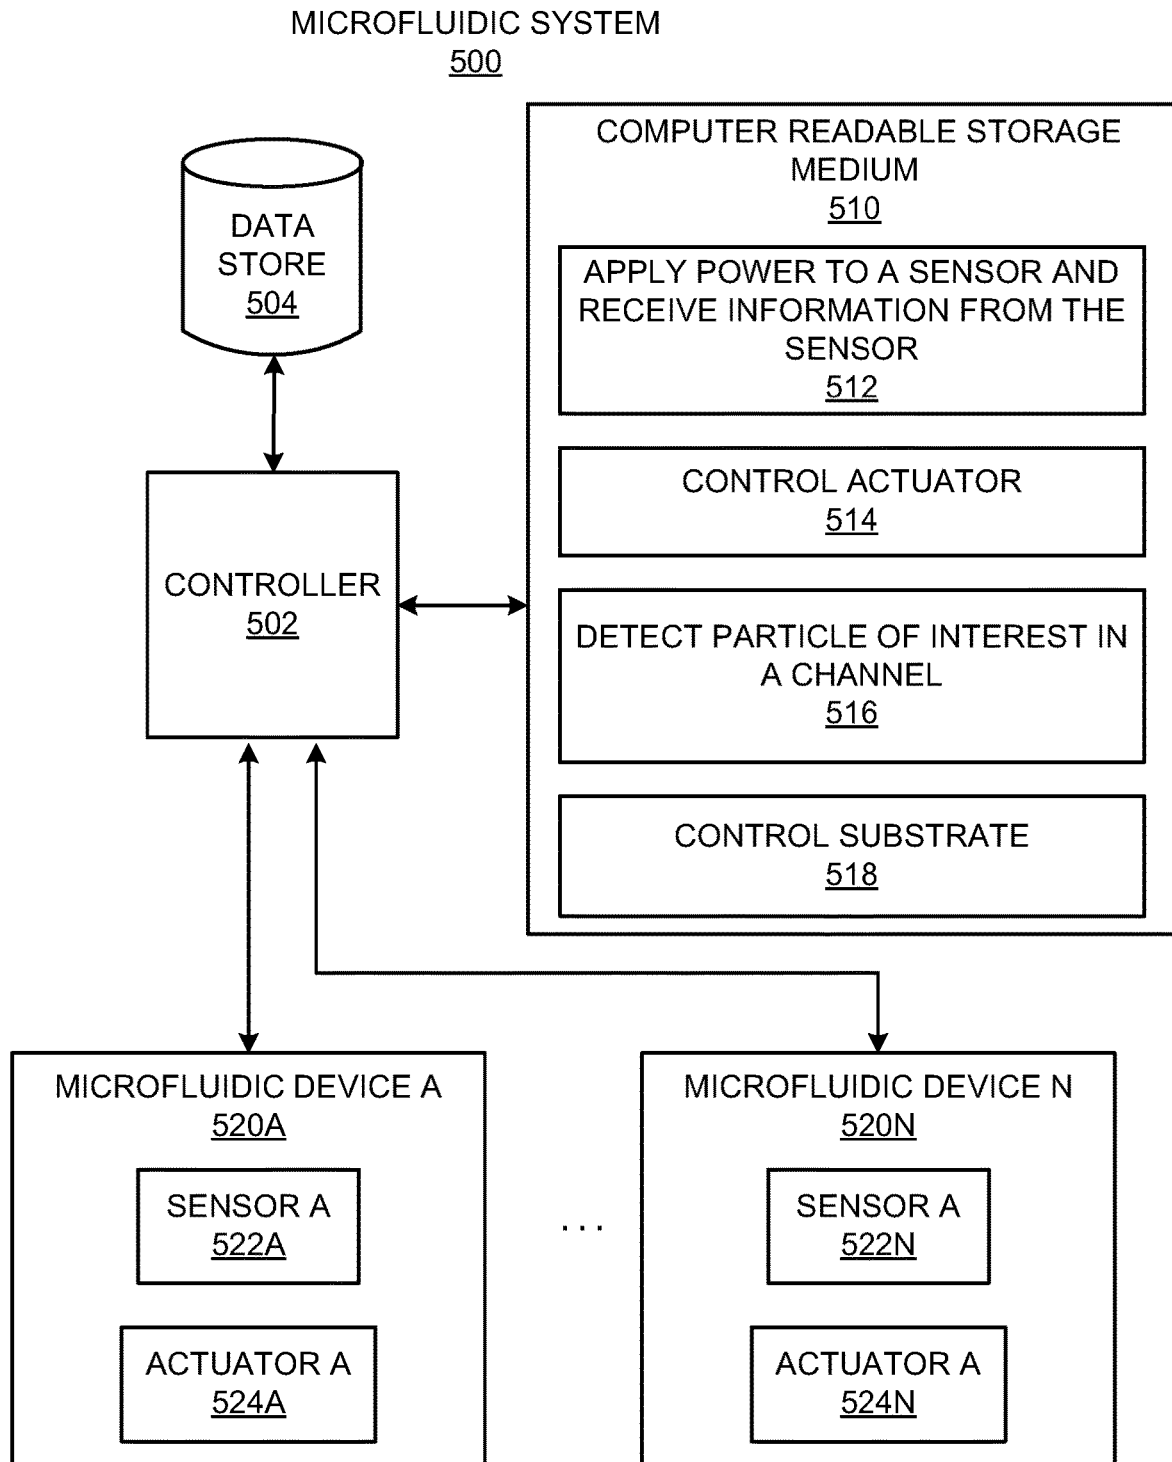 MICROFLUIDIC SYSTEM
500
COMPUTER READABLE STORAGE
MEDIUM
510
DATA
STORE
504
APPLY POWER TO A SENSOR AND
RECEIVE INFORMATION FROM THE
SENSOR
512
CONTROL ACTUATOR
514
CONTROLLER
502
DETECT PARTICLE OF INTEREST IN
A CHANNEL
516
CONTROL SUBSTRATE
518
MICROFLUIDIC DEVICE A
520A
SENSOR A
522A
ACTUATOR A
524A
. . .
MICROFLUIDIC DEVICE N
520N
SENSOR A
522N
ACTUATOR A
524N